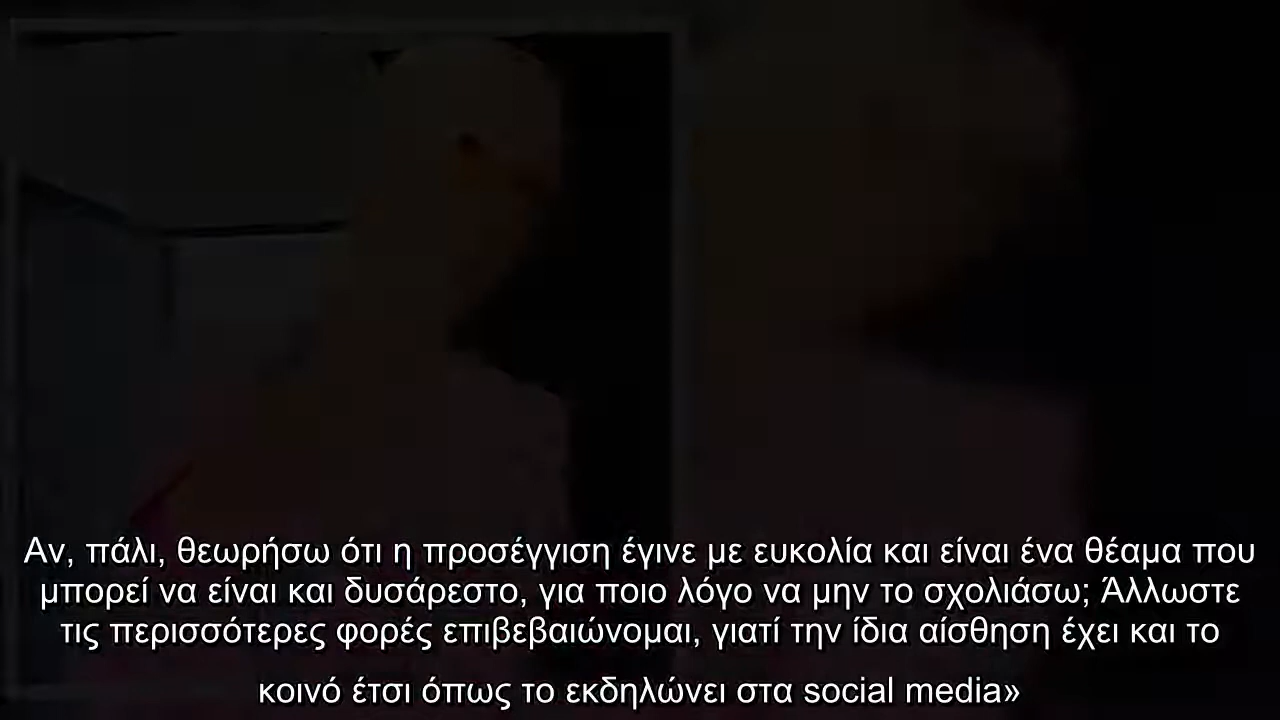 Αν, πάλι, θεωρήσω ότι η προσέγγιση έγινε με ευκολία και είναι ένα θέαμα που
μπορεί να είναι και δυσάρεστο, για ποιο λόγο να μην το σχολιάσω; Άλλωστε
τις περισσότερες φορές επιβεβαιώνομαι, γιατί την ίδια αίσθηση έχει και το
κοινό έτσι όπως το εκδηλώνει στα social media»